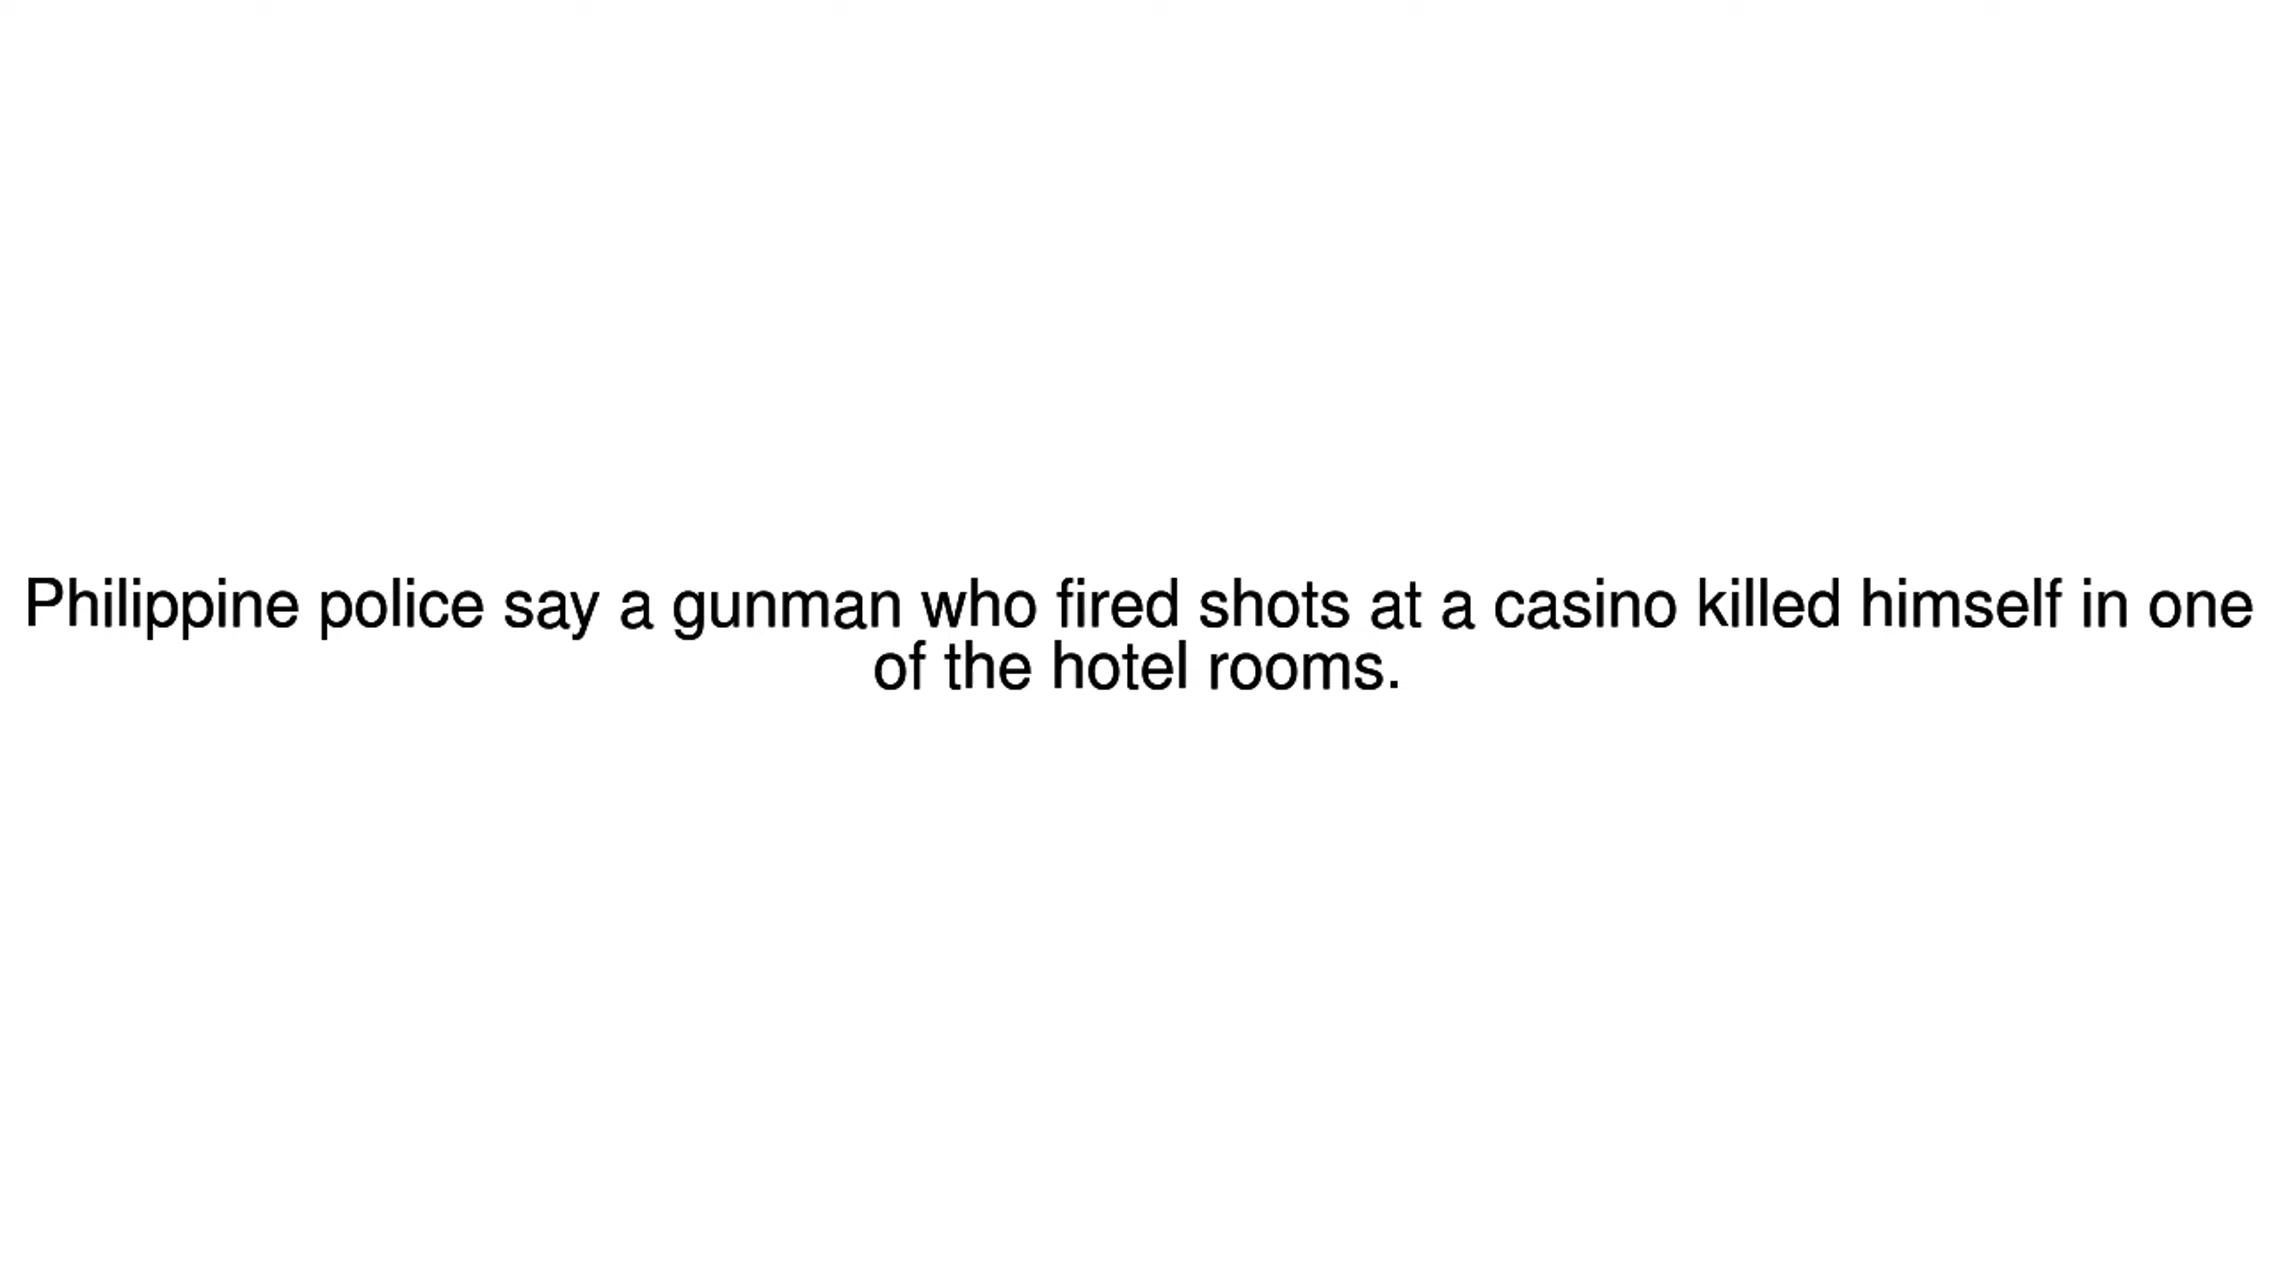 Philippine police say a gunman who fired shots at a casino killed himself in one
of the hotel rooms.